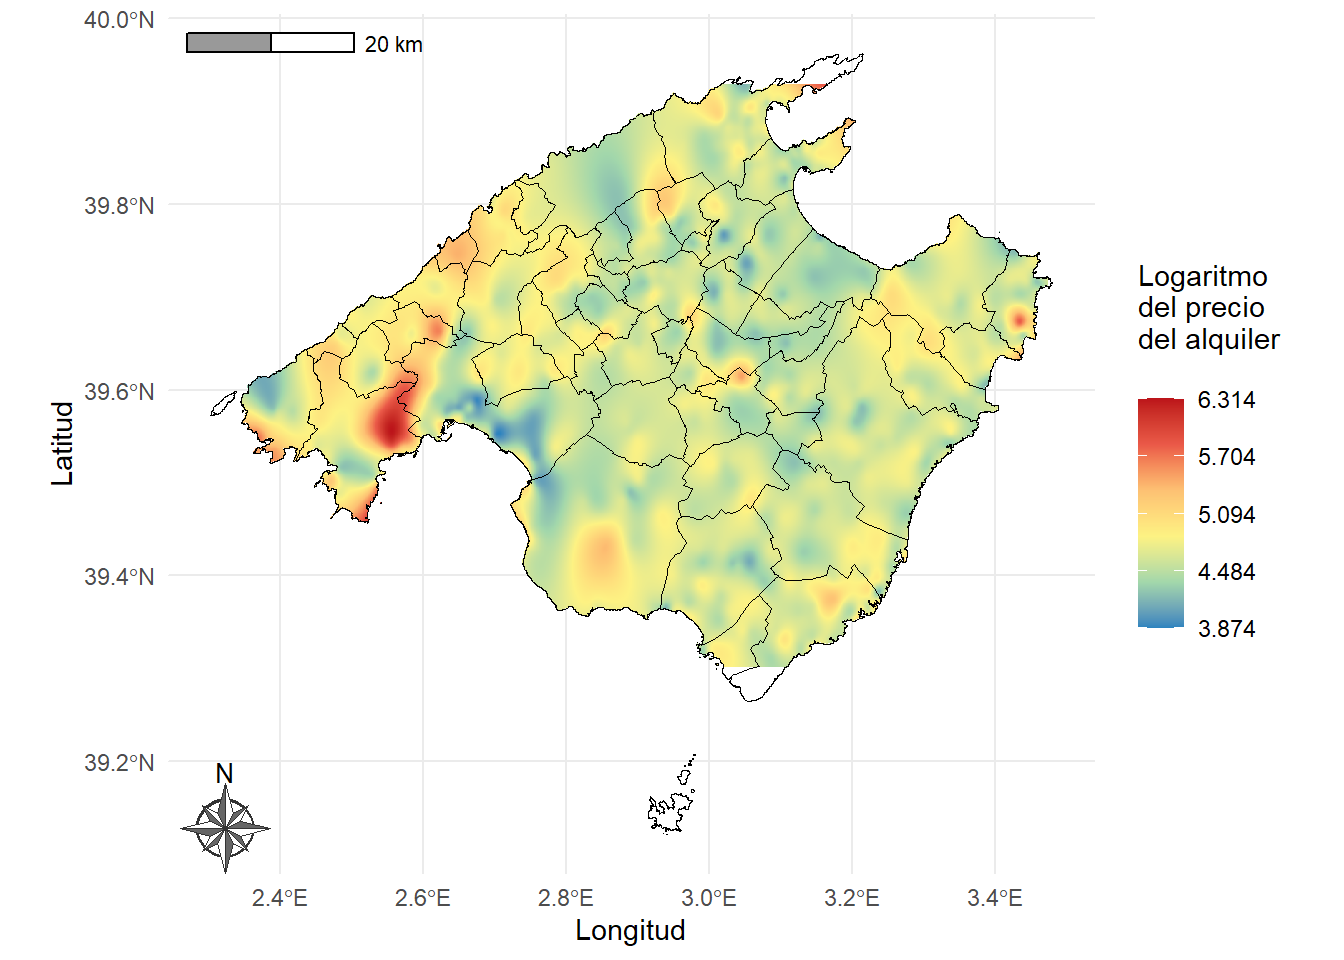 40.0°N
39.8°N
39.6°N
39.4°N
39.2°N
Latitud
20 km
N
2.4°E
2.6°E
2.8°E
3.0°E
3.2°E
3.4°E
Longitud
Logaritmo
del precio
del alquiler
6.314
5.704
5.094
4.484
3.874